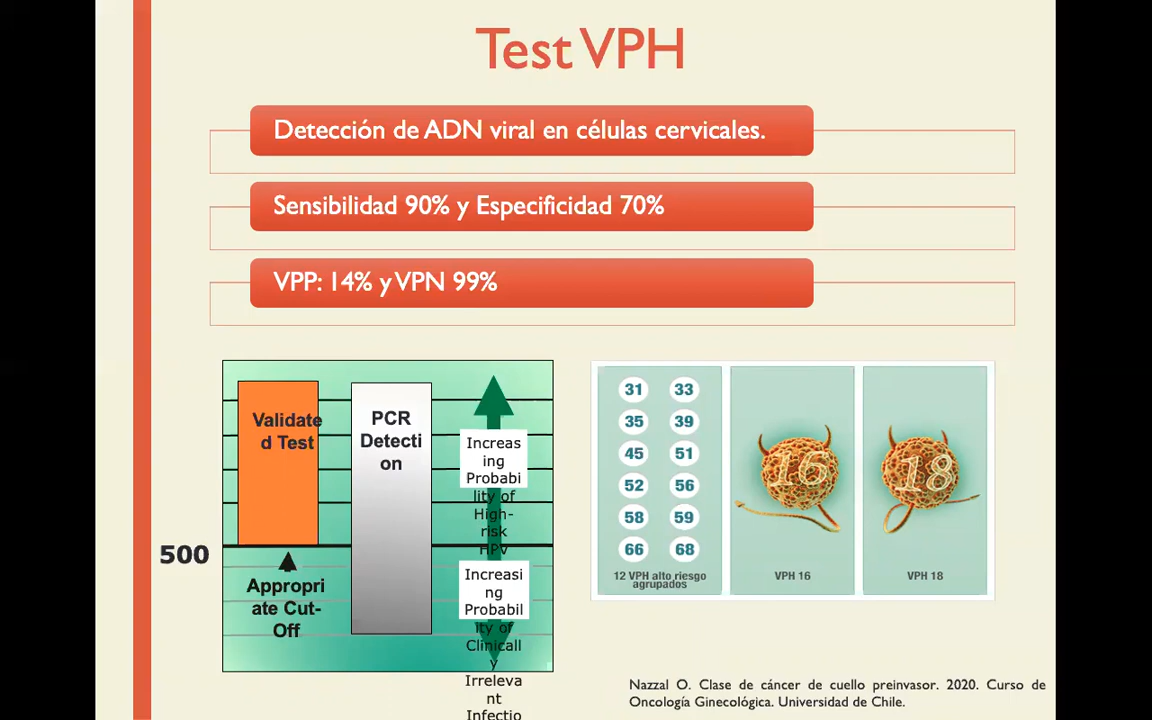 Test VPH
Detección de ADN viral en células cervicales.
Sensibilidad 90% y Especificidad 70%
VPP: 14% y VPN 99%
Validate
d Test
PCR
Detecti
on
Increas
ing
Probabi
lity of
High-
risk
HPV
500
Appropri
ate Cut-
Off
Increasi
ng
Probabil
ity of
Clinicall
y
Irreleva
nt
Infectio
31 33
35 39
45 51
52 56
58 59
66 68
12 VPH alto riesgo
agrupados
16
VPH 16
18
VPH 18
Nazzal O. Clase de cáncer de cuello preinvasor. 2020. Curso de
Oncología Ginecológica. Universidad de Chile.